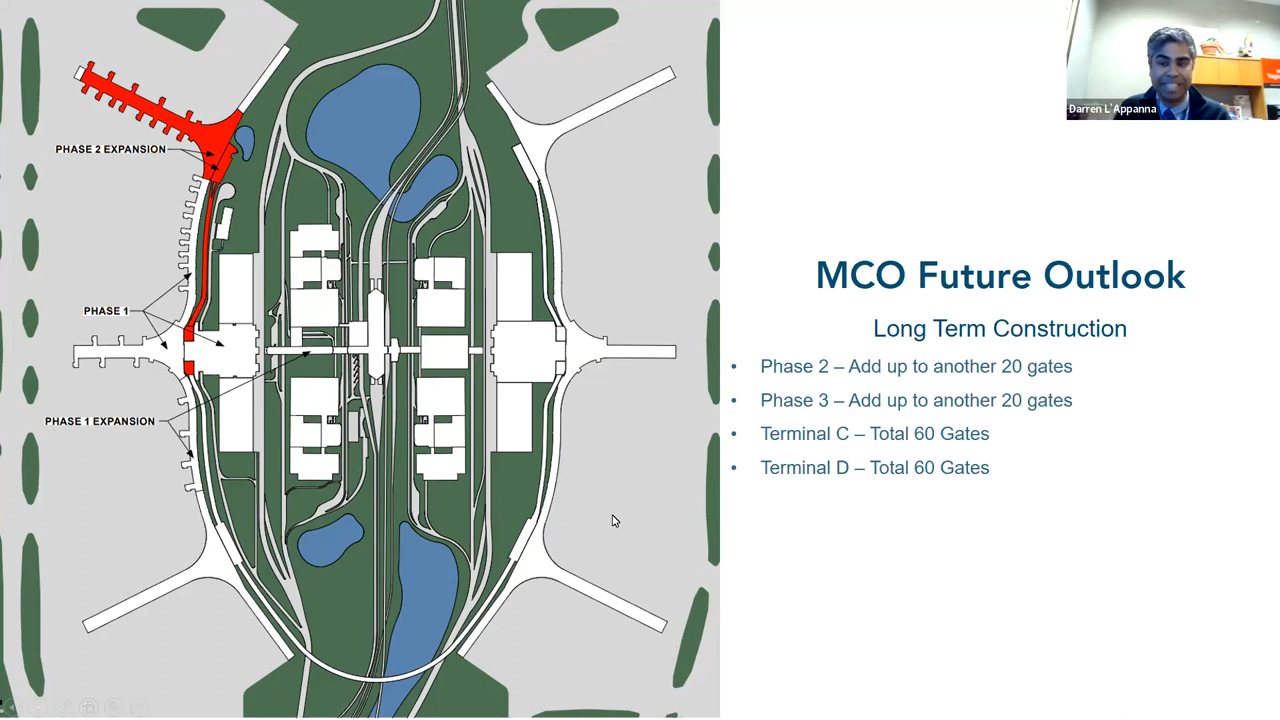 Darren L'Appanna
PHASE 2 EXPANSION
PHASE 1
PHASE 1 EXPANSION
MCO Future Outlook
Long Term Construction
• Phase 2 – Add up to another 20 gates
• Phase 3 – Add up to another 20 gates
• Terminal C – Total 60 Gates
• Terminal D – Total 60 Gates